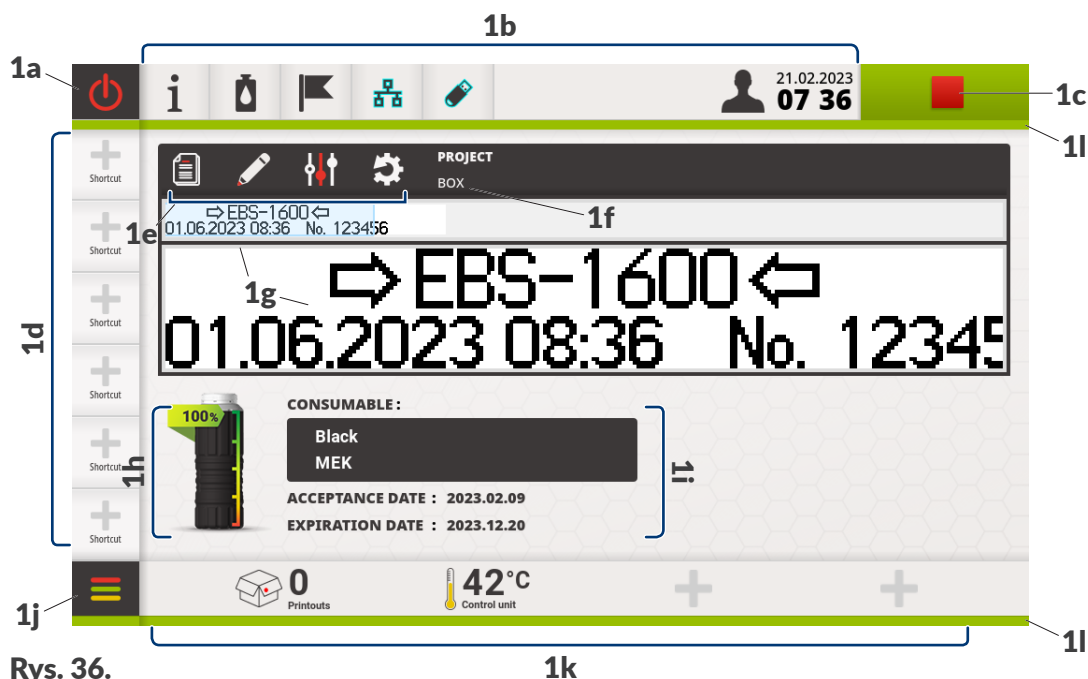 1b
1a
21.02.2023
07 36
1c
1l
Shortcut
PROJECT
BOX
1e
1f
⇨EBS-1600⇦
01.06.2023 08:36 No. 123456
Shortcut
1g
⇨EBS-1600⇦
01.06.2023 08:36 No. 12345
Shortcut
1d
Shortcut
100%
CONSUMABLE:
Black
MEK
Shortcut
1h
1i
ACCEPTANCE DATE : 2023.02.09
EXPIRATION DATE : 2023.12.20
Shortcut
0
Printouts
42°C
Control unit
1j
1l
1k
Rys. 36.